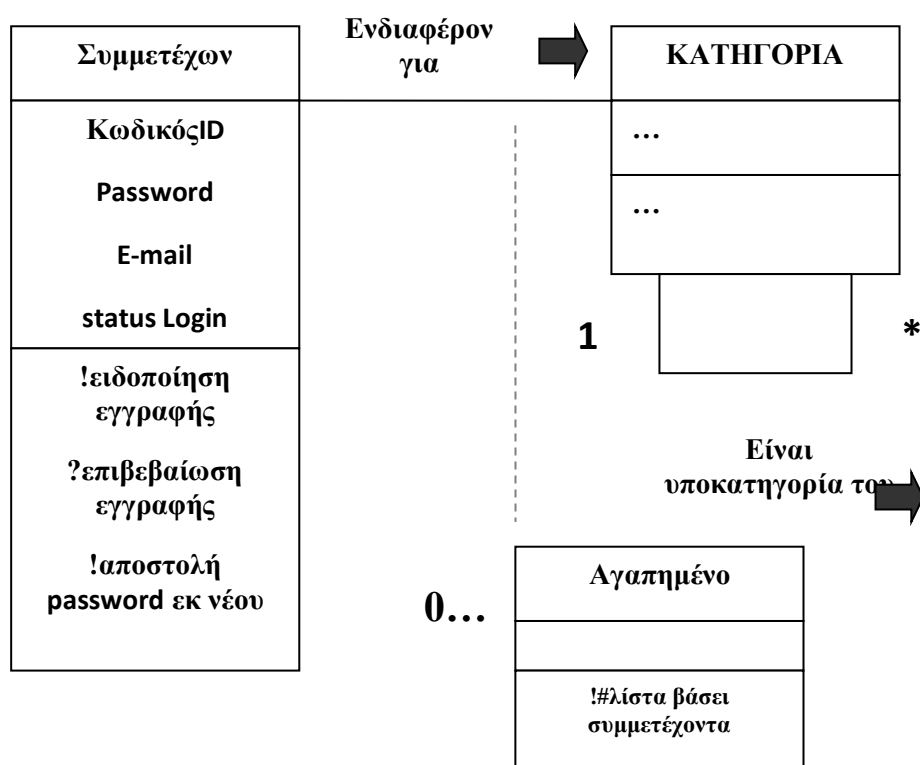 Συμμετέχων
ΚωδικόςID
Password
E-mail
status Login
!ειδοποίηση
εγγραφής
?επιβεβαίωση
εγγραφής
!αποστολή
password εκ νέου
Ενδιαφέρον
για
ΚΑΤΗΓΟΡΙΑ
...
...
1
*
Είναι
υποκατηγορία του
0...
Αγαπημένο
!#λίστα βάσει
συμμετέχοντα